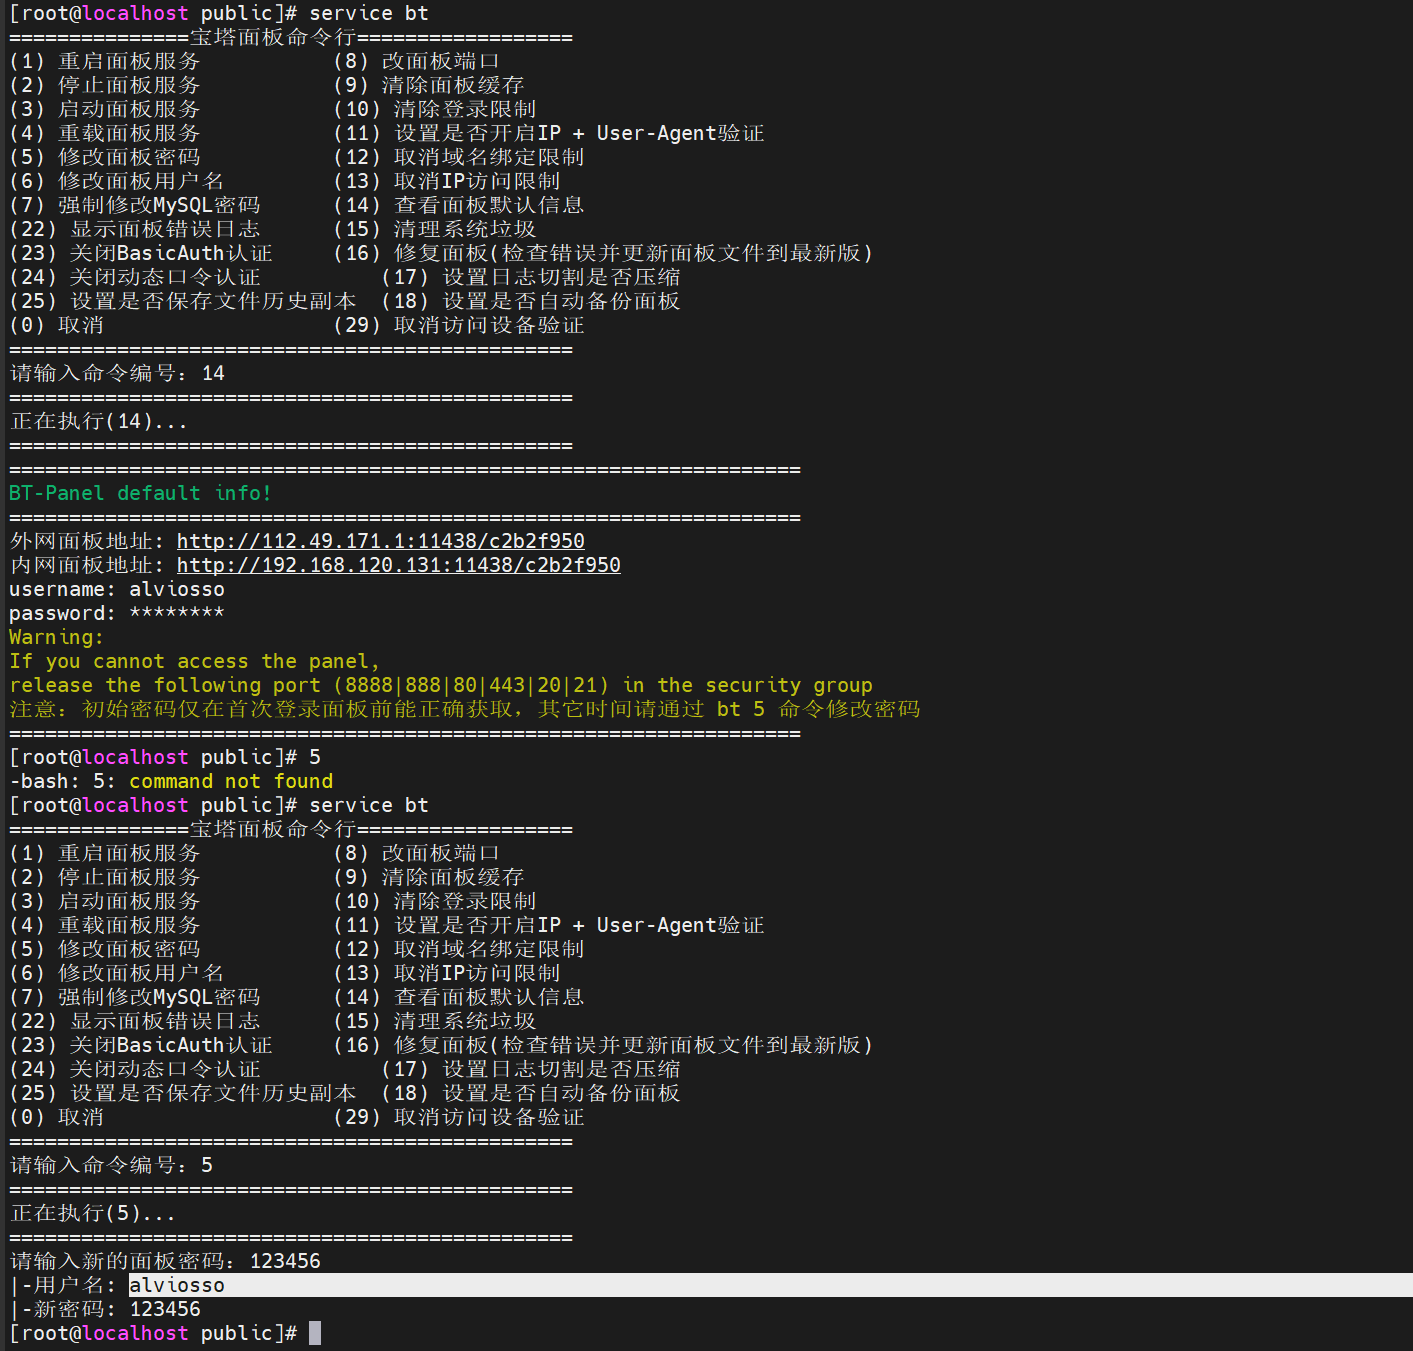 [root@localhost public]# service bt
===============宝塔面板命令行==================
(1) 重启面板服务           (8) 改面板端口
(2) 停止面板服务           (9) 清除面板缓存
(3) 启动面板服务           (10) 清除登录限制
(4) 重载面板服务           (11) 设置是否开启IP + User-Agent验证
(5) 修改面板密码           (12) 取消域名绑定限制
(6) 修改面板用户名         (13) 取消IP访问限制
(7) 强制修改MySQL密码      (14) 查看面板默认信息
(22) 显示面板错误日志      (15) 清理系统垃圾
(23) 关闭BasicAuth认证     (16) 修复面板(检查错误并更新面板文件到最新版)
(24) 关闭动态口令认证          (17) 设置日志切割是否压缩
(25) 设置是否保存文件历史副本  (18) 设置是否自动备份面板
(0) 取消                   (29) 取消访问设备验证
===============================================
请输入命令编号：14
===============================================
正在执行(14)...
===============================================
==================================================================
BT-Panel default info!
==================================================================
外网面板地址: http://112.49.171.1:11438/c2b2f950
内网面板地址: http://192.168.120.131:11438/c2b2f950
username: alviosso
password: ********
Warning:
If you cannot access the panel,
release the following port (8888|888|80|443|20|21) in the security group
注意：初始密码仅在首次登录面板前能正确获取，其它时间请通过 bt 5 命令修改密码
==================================================================
[root@localhost public]# 5
-bash: 5: command not found
[root@localhost public]# service bt
===============宝塔面板命令行==================
(1) 重启面板服务           (8) 改面板端口
(2) 停止面板服务           (9) 清除面板缓存
(3) 启动面板服务           (10) 清除登录限制
(4) 重载面板服务           (11) 设置是否开启IP + User-Agent验证
(5) 修改面板密码           (12) 取消域名绑定限制
(6) 修改面板用户名         (13) 取消IP访问限制
(7) 强制修改MySQL密码      (14) 查看面板默认信息
(22) 显示面板错误日志      (15) 清理系统垃圾
(23) 关闭BasicAuth认证     (16) 修复面板(检查错误并更新面板文件到最新版)
(24) 关闭动态口令认证          (17) 设置日志切割是否压缩
(25) 设置是否保存文件历史副本  (18) 设置是否自动备份面板
(0) 取消                   (29) 取消访问设备验证
===============================================
请输入命令编号：5
===============================================
正在执行(5)...
===============================================
请输入新的面板密码：123456
|-用户名: alviosso
|-新密码: 123456
[root@localhost public]#